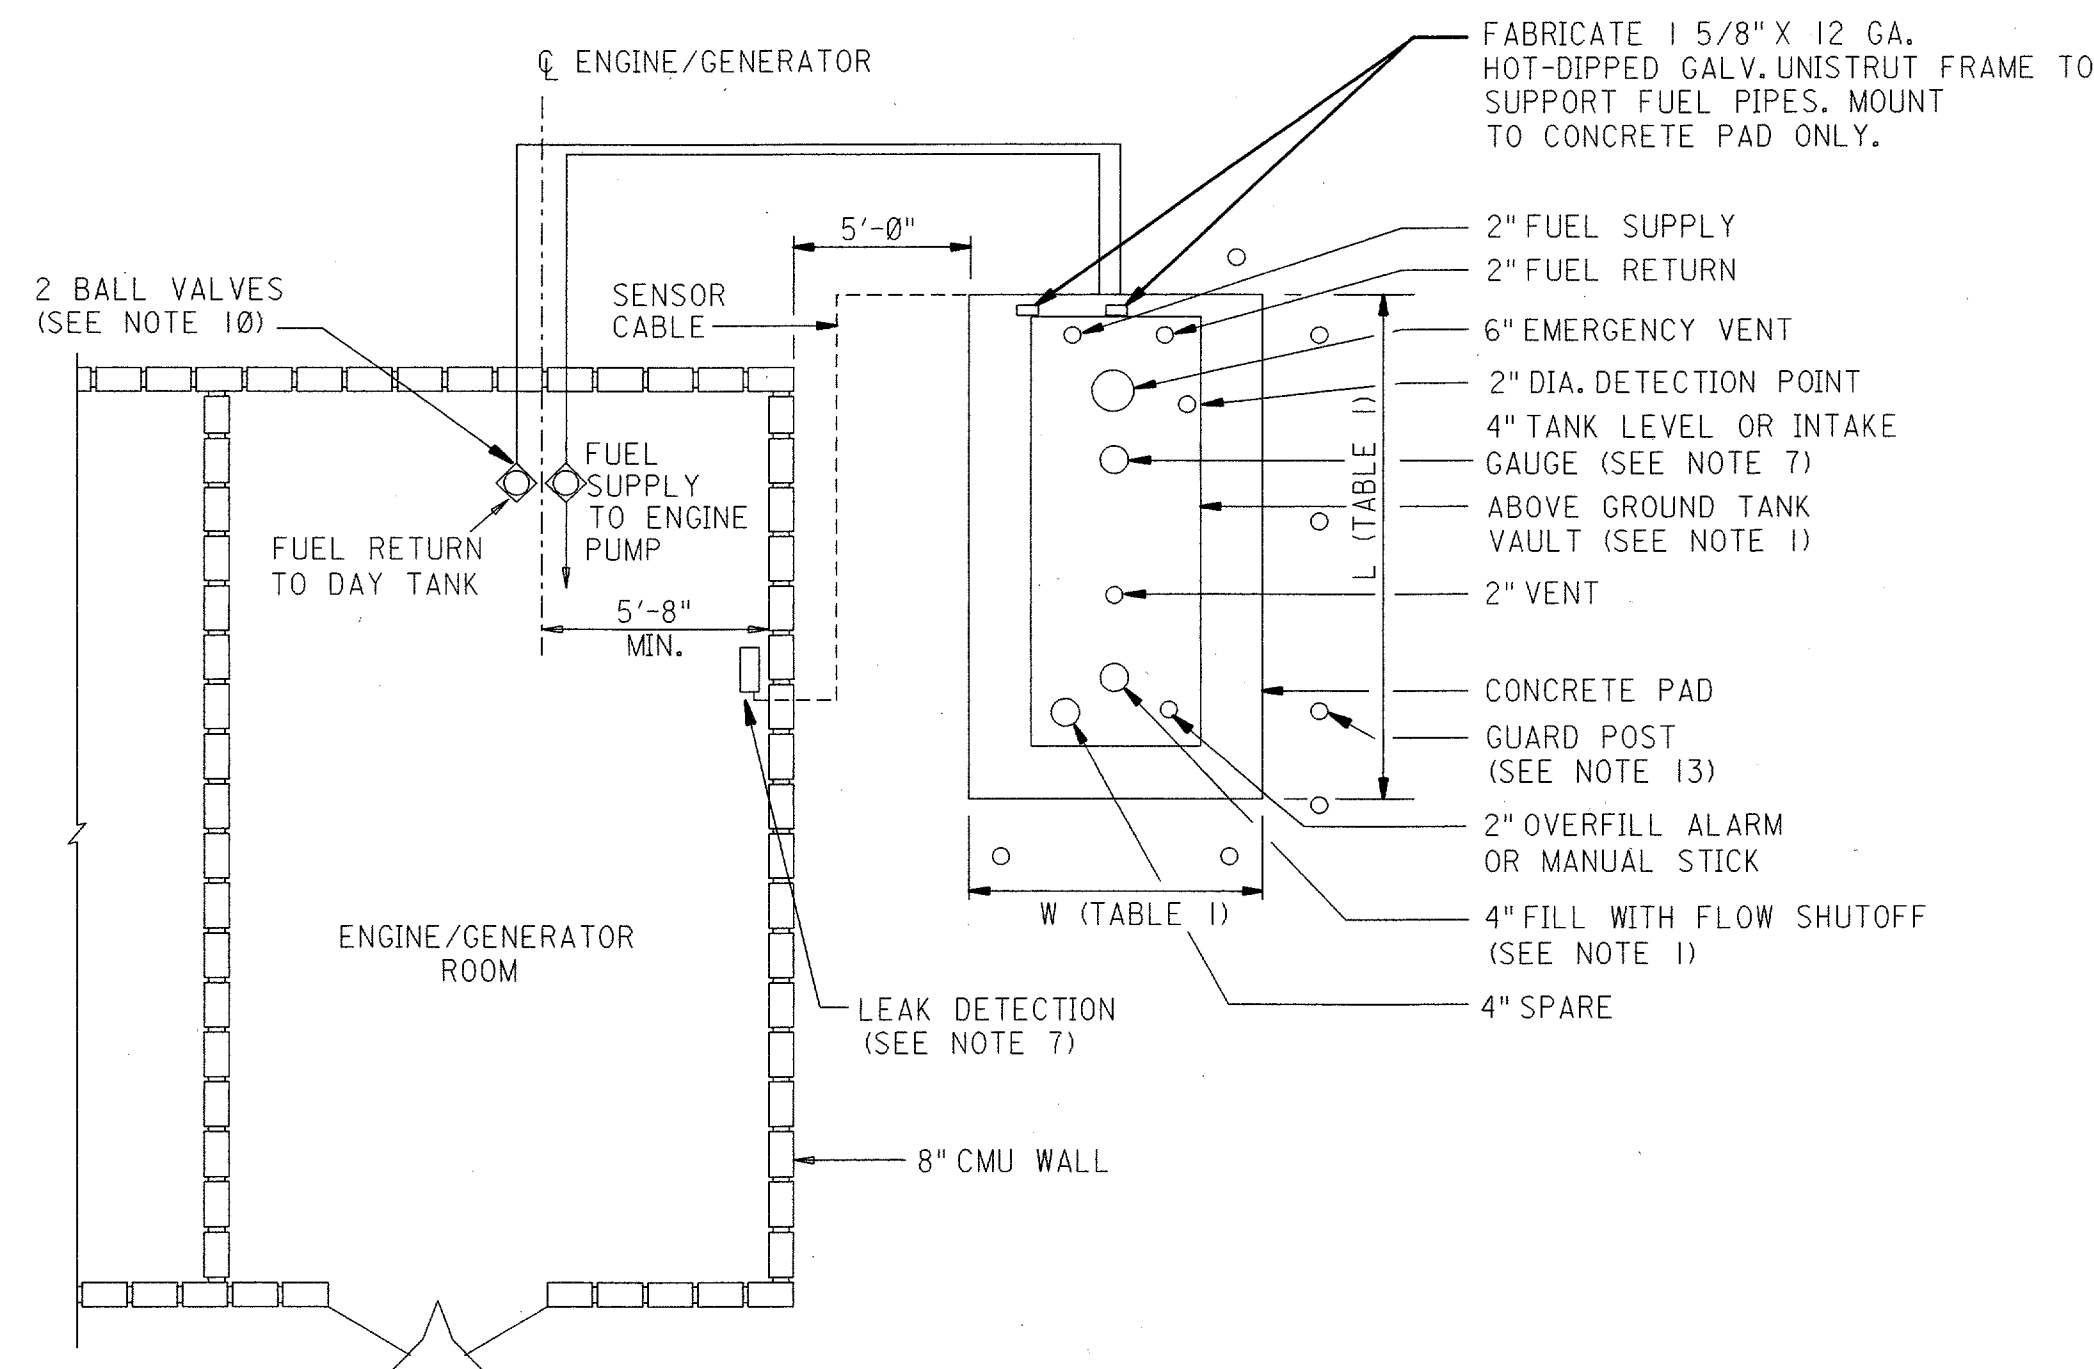 FABRICATE 1 5/8" X 12 GA.
HOT-DIPPED GALV. UNISTRUT FRAME TO
SUPPORT FUEL PIPES. MOUNT
TO CONCRETE PAD ONLY.
℄ ENGINE/GENERATOR
2" FUEL SUPPLY
5'-0"
2" FUEL RETURN
2 BALL VALVES
(SEE NOTE 10)
SENSOR
CABLE
6" EMERGENCY VENT
2" DIA. DETECTION POINT
4" TANK LEVEL OR INTAKE
GAUGE (SEE NOTE 7)
L (TABLE 1)
FUEL
SUPPLY
TO ENGINE
PUMP
ABOVE GROUND TANK
VAULT (SEE NOTE 1)
FUEL RETURN
TO DAY TANK
2" VENT
5'-8"
MIN.
CONCRETE PAD
GUARD POST
(SEE NOTE 13)
2" OVERFILL ALARM
OR MANUAL STICK
W (TABLE 1)
4" FILL WITH FLOW SHUTOFF
(SEE NOTE 1)
ENGINE/GENERATOR
ROOM
LEAK DETECTION
(SEE NOTE 7)
4" SPARE
8" CMU WALL